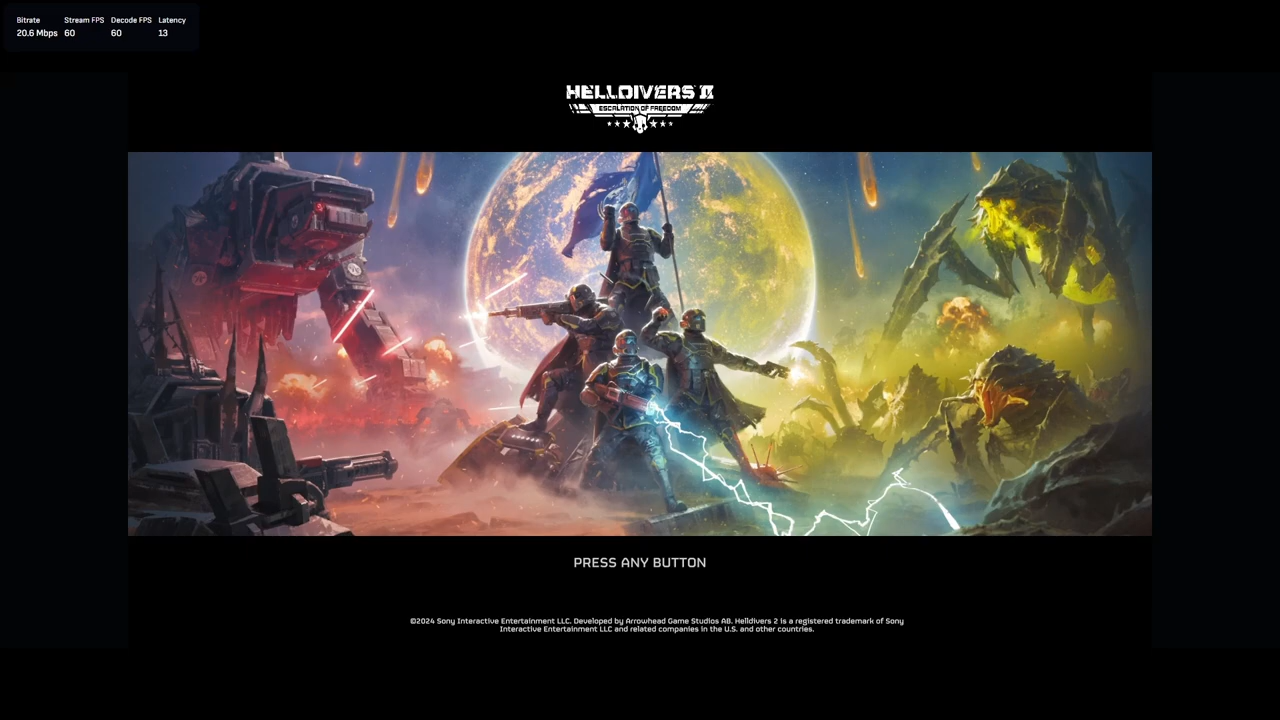 Bitrate Stream FPS Decode FPS Latency
20.6 Mbps 60 60 13
HELLDIVERS II
ESCALATION OF FREEDOM
PRESS ANY BUTTON
©2024 Sony Interactive Entertainment LLC. Developed by Arrowhead Game Studios AB. Helldivers 2 is a registered trademark of Sony
Interactive Entertainment LLC and related companies in the U.S. and other countries.